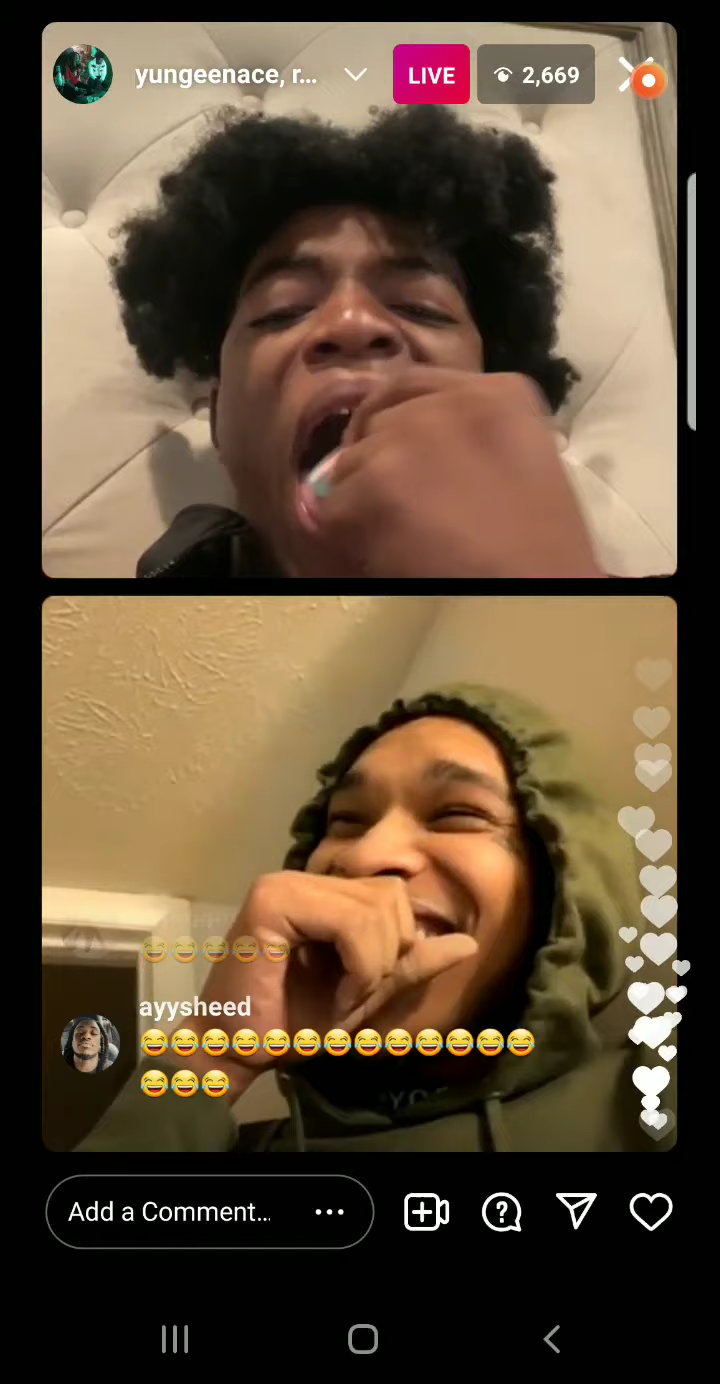 yungeenace, r...
LIVE
2,669
😂😂😂😂😂
ayysheed
😂😂😂😂😂😂😂😂😂😂😂😂😂
😂😂😂
Add a Comment...